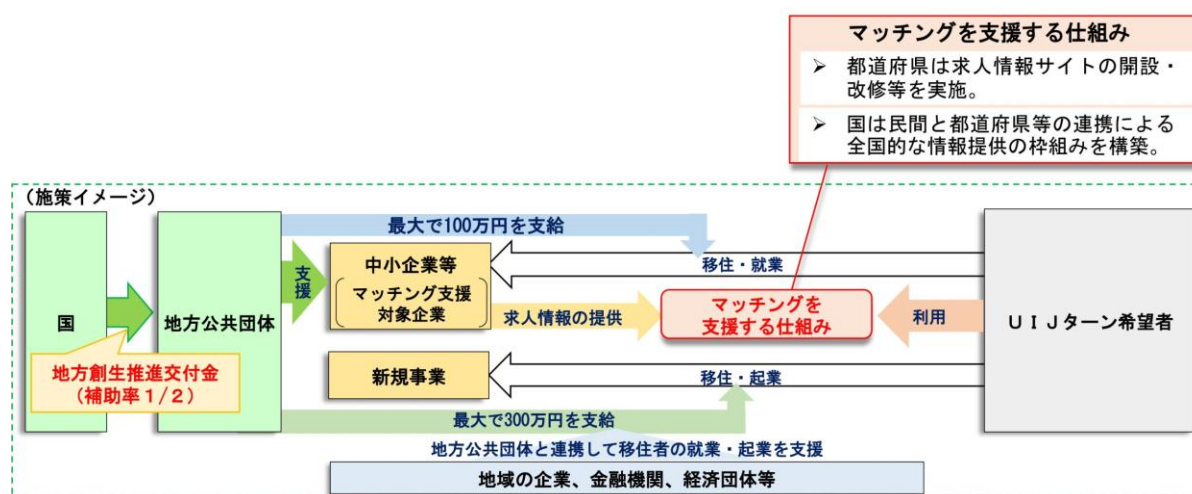 マッチングを支援する仕組み
➢ 都道府県は求人情報サイトの開設・
改修等を実施。
➢ 国は民間と都道府県等の連携による
全国的な情報提供の枠組みを構築。
（施策イメージ）
国
地方創生推進交付金
（補助率１/２）
地方公共団体
最大で100万円を支給
支援
中小企業等
マッチング支援
対象企業
移住・就業
求人情報の提供
マッチングを
支援する仕組み
利用
ＵＩＪターン希望者
新規事業
移住・起業
最大で300万円を支給
地方公共団体と連携して移住者の就業・起業を支援
地域の企業、金融機関、経済団体等